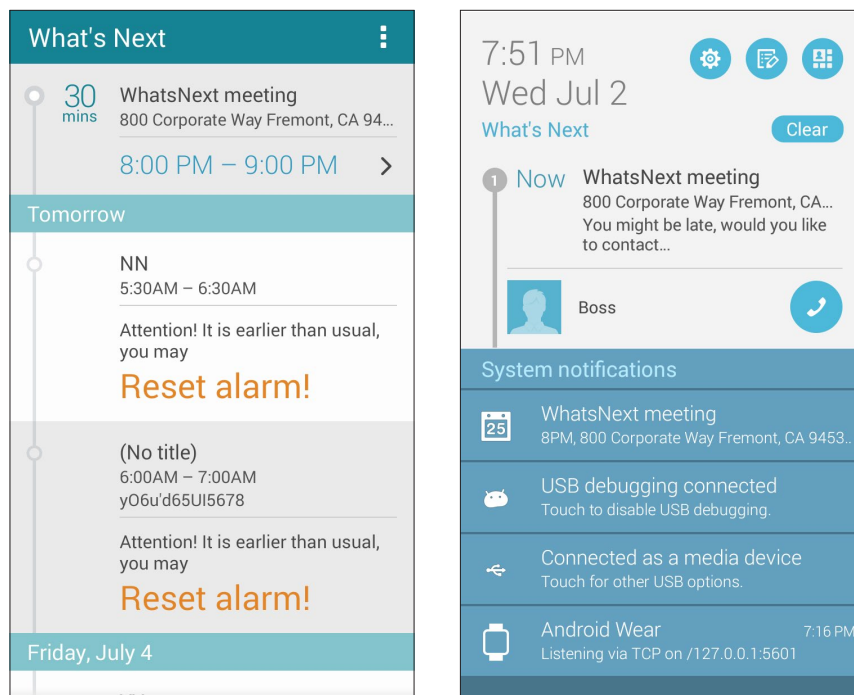 What's Next
30
mins
WhatsNext meeting
800 Corporate Way Fremont, CA 94...
8:00 PM – 9:00 PM
Tomorrow
NN
5:30AM – 6:30AM
Attention! It is earlier than usual,
you may
Reset alarm!
(No title)
6:00AM – 7:00AM
yO6u'd65UI5678
Attention! It is earlier than usual,
you may
Reset alarm!
Friday, July 4
7:51 PM
Wed Jul 2
What's Next
Clear
1
Now
WhatsNext meeting
800 Corporate Way Fremont, CA...
You might be late, would you like
to contact...
Boss
System notifications
25
WhatsNext meeting
8PM, 800 Corporate Way Fremont, CA 9453..
USB debugging connected
Touch to disable USB debugging.
Connected as a media device
Touch for other USB options.
Android Wear
7:16 PM
Listening via TCP on /127.0.0.1:5601